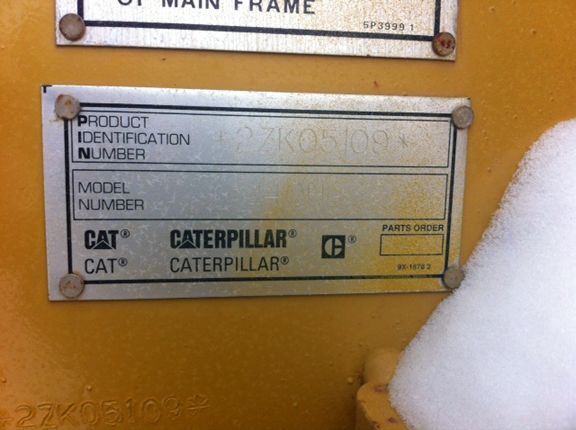 OF MAIN FRAME
5P3999 1
PRODUCT
IDENTIFICATION
NUMBER
*2ZK05109*
MODEL
NUMBER
CAT® CATERPILLAR® C®
PARTS ORDER
CAT® CATERPILLAR®
9X-1876 2
2ZK05109*